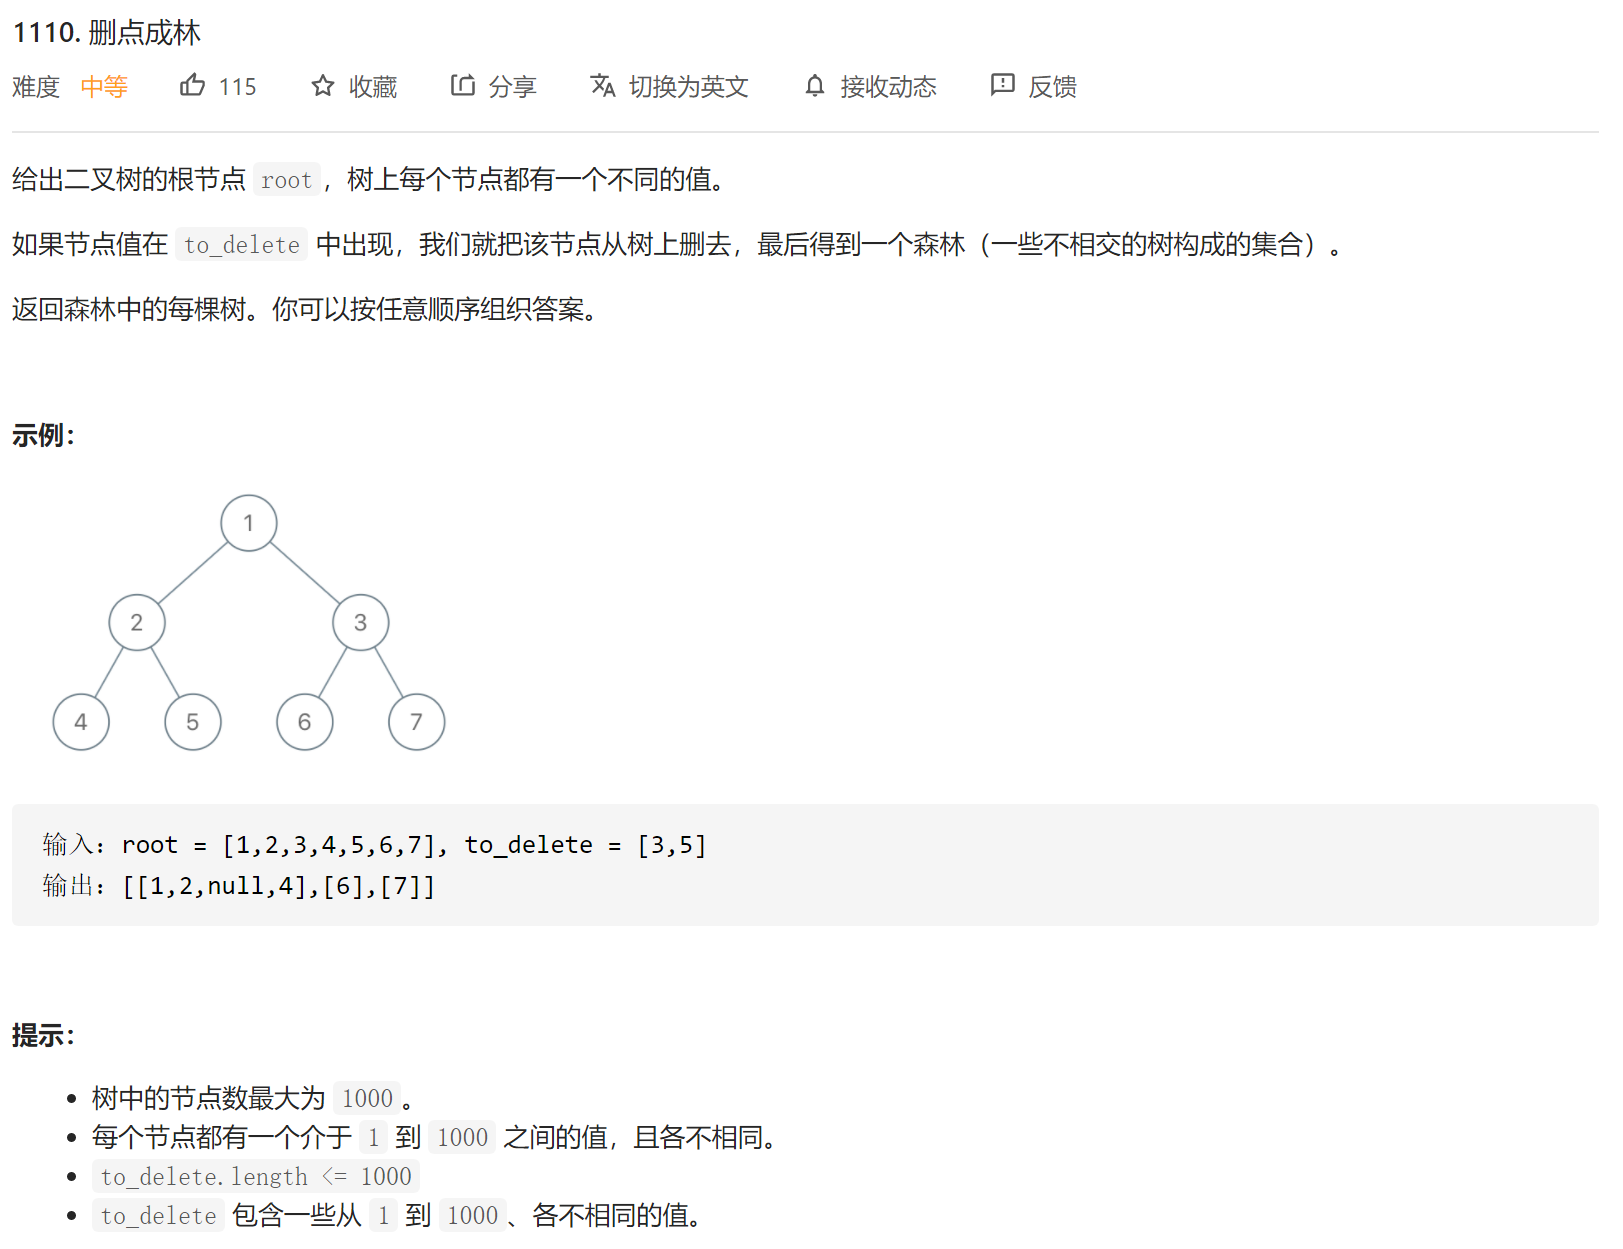 1110. 删点成林
难度 中等 115 收藏 分享 切换为英文 接收动态 反馈
给出二叉树的根节点 root，树上每个节点都有一个不同的值。
如果节点值在 to_delete 中出现，我们就把该节点从树上删去，最后得到一个森林（一些不相交的树构成的集合）。
返回森林中的每棵树。你可以按任意顺序组织答案。
示例：
1
2 3
4 5 6 7
输入：root = [1,2,3,4,5,6,7], to_delete = [3,5]
输出：[[1,2,null,4],[6],[7]]
提示：
• 树中的节点数最大为 1000。
• 每个节点都有一个介于 1 到 1000 之间的值，且各不相同。
• to_delete.length <= 1000
• to_delete 包含一些从 1 到 1000、各不相同的值。